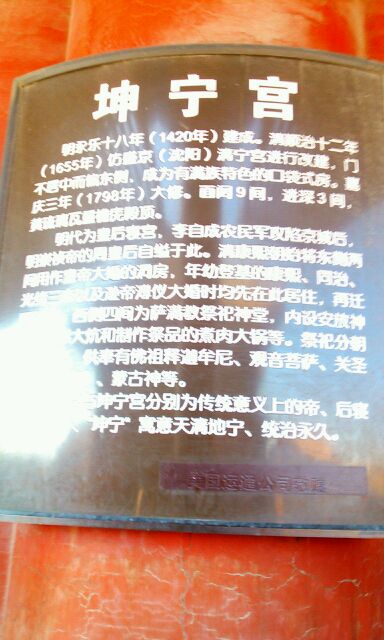 坤宁宫
明永乐十八年（1420年）建成。清顺治十二年
（1655年）仿盛京（沈阳）清宁宫进行改建，门
不居中而偏东侧，成为有满族特色的口袋式房。嘉
庆三年（1798年）大修。面阔9间，进深3间，
黄琉璃瓦重檐庑殿顶。
明代为皇后寝宫，李自成农民军攻陷京城后，
明崇祯帝的周皇后自缢于此。清康熙朝始将东侧两
间用作皇帝大婚的洞房，年幼登基的康熙、同治、
光绪三帝以及逊帝溥仪大婚时均先在此居住，再迁
西侧四间为萨满教祭祀神堂，内设安放神
大炕和制作祭品的煮肉大锅等。祭祀分朝
供奉有佛祖释迦牟尼、观音菩萨、关圣
、蒙古神等。
与坤宁宫分别为传统意义上的帝、后寝
“坤宁”寓意天清地宁、统治永久。
美国运通公司